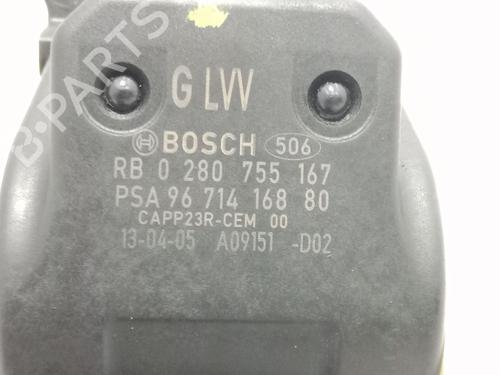 G LW
BOSCH 506
RB 0 280 755 167
PSA 96 714 168 80
CAPP23R-CEM 00
13-04-05 A09151 -D02
B-PARTS